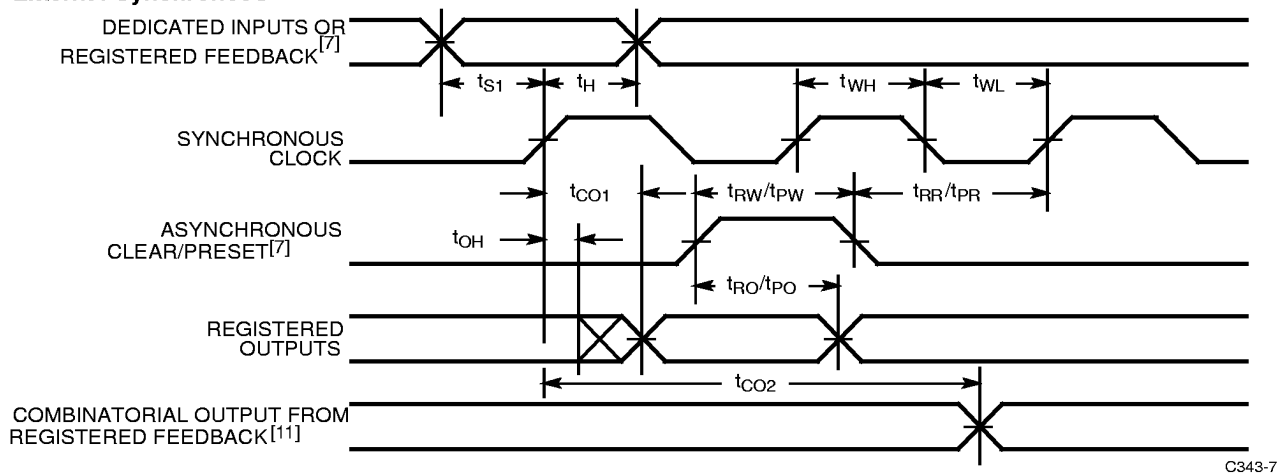 DEDICATED INPUTS OR
REGISTERED FEEDBACK[7]
tS1
tH
tWH
tWL
SYNCHRONOUS
CLOCK
tCO1
tRW/tPW
tRR/tPR
ASYNCHRONOUS
CLEAR/PRESET[7]
tOH
tRO/tPO
REGISTERED
OUTPUTS
tCO2
COMBINATORIAL OUTPUT FROM
REGISTERED FEEDBACK[11]
C343-7